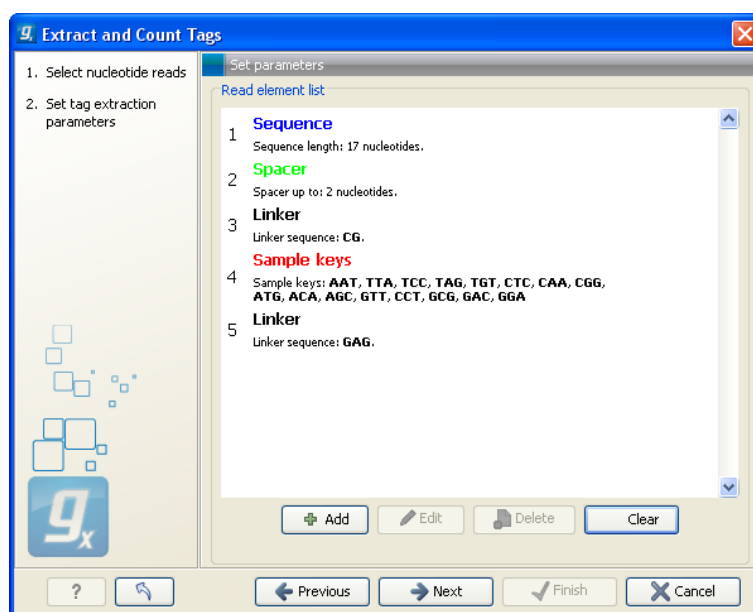 Extract and Count Tags
1. Select nucleotide reads
2. Set tag extraction
parameters
Set parameters
Read element list
1 Sequence
Sequence length: 17 nucleotides.
2 Spacer
Spacer up to: 2 nucleotides.
3 Linker
Linker sequence: CG.
4 Sample keys
Sample keys: AAT, TTA, TCC, TAG, TGT, CTC, CAA, CGG,
ATG, ACA, AGC, GTT, CCT, GCG, GAC, GGA
5 Linker
Linker sequence: GAG.
Add Edit Delete Clear
gx
? Previous Next Finish Cancel